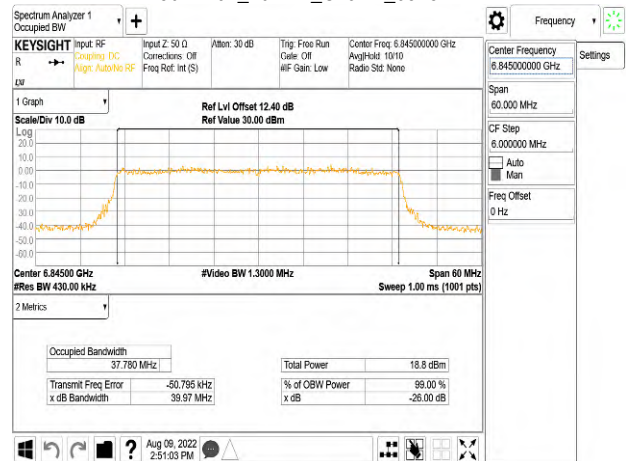 Spectrum Analyzer 1
Occupied BW
Frequency
KEYSIGHT
Input: RF
Coupling: DC
Align: Auto/No RF
Input Z: 50 Ω
Corrections: Off
Freq Ref: Int (S)
Atten: 30 dB
Trig: Free Run
Gate: Off
#IF Gain: Low
Center Freq: 6.845000000 GHz
Avg|Hold: 10/10
Radio Std: None
R
Center Frequency
6.845000000 GHz
Settings
Span
60.000 MHz
CF Step
6.000000 MHz
Auto
Man
Freq Offset
0 Hz
1 Graph
Scale/Div 10.0 dB
Ref Lvl Offset 12.40 dB
Ref Value 30.00 dBm
Log
20.0
10.0
0.00
-10.0
-20.0
-30.0
-40.0
-50.0
-60.0
Center 6.84500 GHz
#Video BW 1.3000 MHz
Span 60 MHz
#Res BW 430.00 kHz
Sweep 1.00 ms (1001 pts)
2 Metrics
Occupied Bandwidth
37.780 MHz
Total Power 18.8 dBm
Transmit Freq Error -50.795 kHz
% of OBW Power 99.00 %
x dB Bandwidth 39.97 MHz
x dB -26.00 dB
Aug 09, 2022
2:51:03 PM